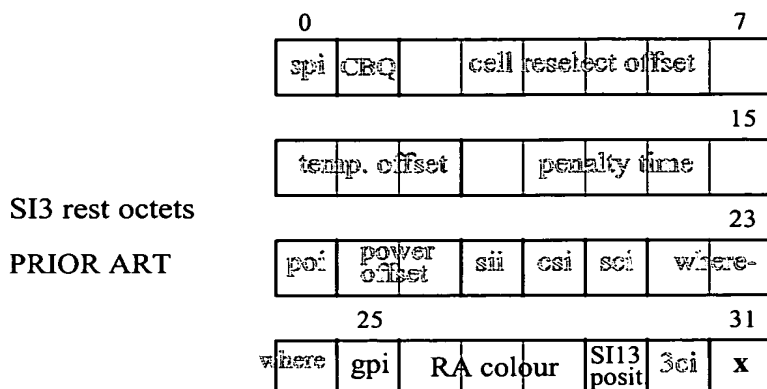 0 7
spi CBQ cell reselect offset
15
temp. offset penalty time
SI3 rest octets
23
PRIOR ART
poi power offset sii csi sci where-
25 31
where gpi RA colour SI13 posit. 3ci x